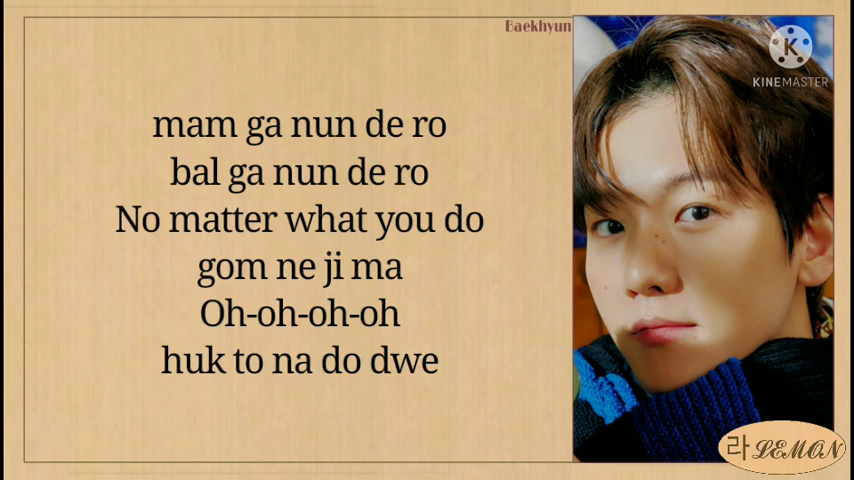 Baekhyun
KINEMASTER
mam ga nun de ro
bal ga nun de ro
No matter what you do
gom ne ji ma
Oh-oh-oh-oh
huk to na do dwe
라 LEMON